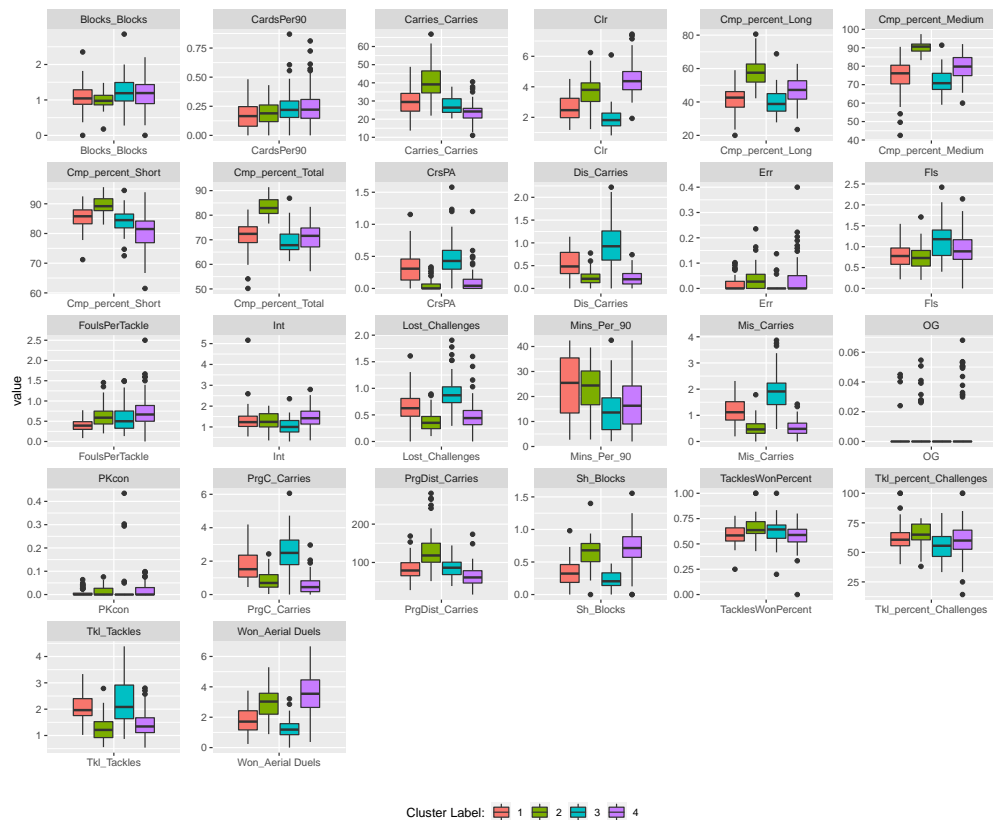 Blocks_Blocks CardsPer90 Carries_Carries Clr Cmp_percent_Long Cmp_percent_Medium
0 1 2
0.00 0.25 0.50 0.75
10 20 30 40 50 60
2 4 6
20 40 60 80
40 50 60 70 80 90 100
Blocks_Blocks CardsPer90 Carries_Carries Clr Cmp_percent_Long Cmp_percent_Medium
Cmp_percent_Short Cmp_percent_Total CrsPA Dis_Carries Err Fls
60 70 80 90
50 60 70 80 90
0.0 0.5 1.0 1.5
0.0 0.5 1.0 1.5 2.0
0.0 0.1 0.2 0.3 0.4
0.0 0.5 1.0 1.5 2.0 2.5
Cmp_percent_Short Cmp_percent_Total CrsPA Dis_Carries Err Fls
FoulsPerTackle Int Lost_Challenges Mins_Per_90 Mis_Carries OG
0.0 0.5 1.0 1.5 2.0 2.5
0 1 2 3 4 5
0.0 0.5 1.0 1.5 2.0
0 10 20 30 40
0 1 2 3 4
0.00 0.02 0.04 0.06
FoulsPerTackle Int Lost_Challenges Mins_Per_90 Mis_Carries OG
value
PKcon PrgC_Carries PrgDist_Carries Sh_Blocks TacklesWonPercent Tkl_percent_Challenges
0.0 0.1 0.2 0.3 0.4
0 2 4 6
100 200
0.0 0.5 1.0 1.5
0.00 0.25 0.50 0.75 1.00
25 50 75 100
PKcon PrgC_Carries PrgDist_Carries Sh_Blocks TacklesWonPercent Tkl_percent_Challenges
Tkl_Tackles Won_Aerial Duels
1 2 3 4
0 2 4 6
Tkl_Tackles Won_Aerial Duels
Cluster Label: 1 2 3 4